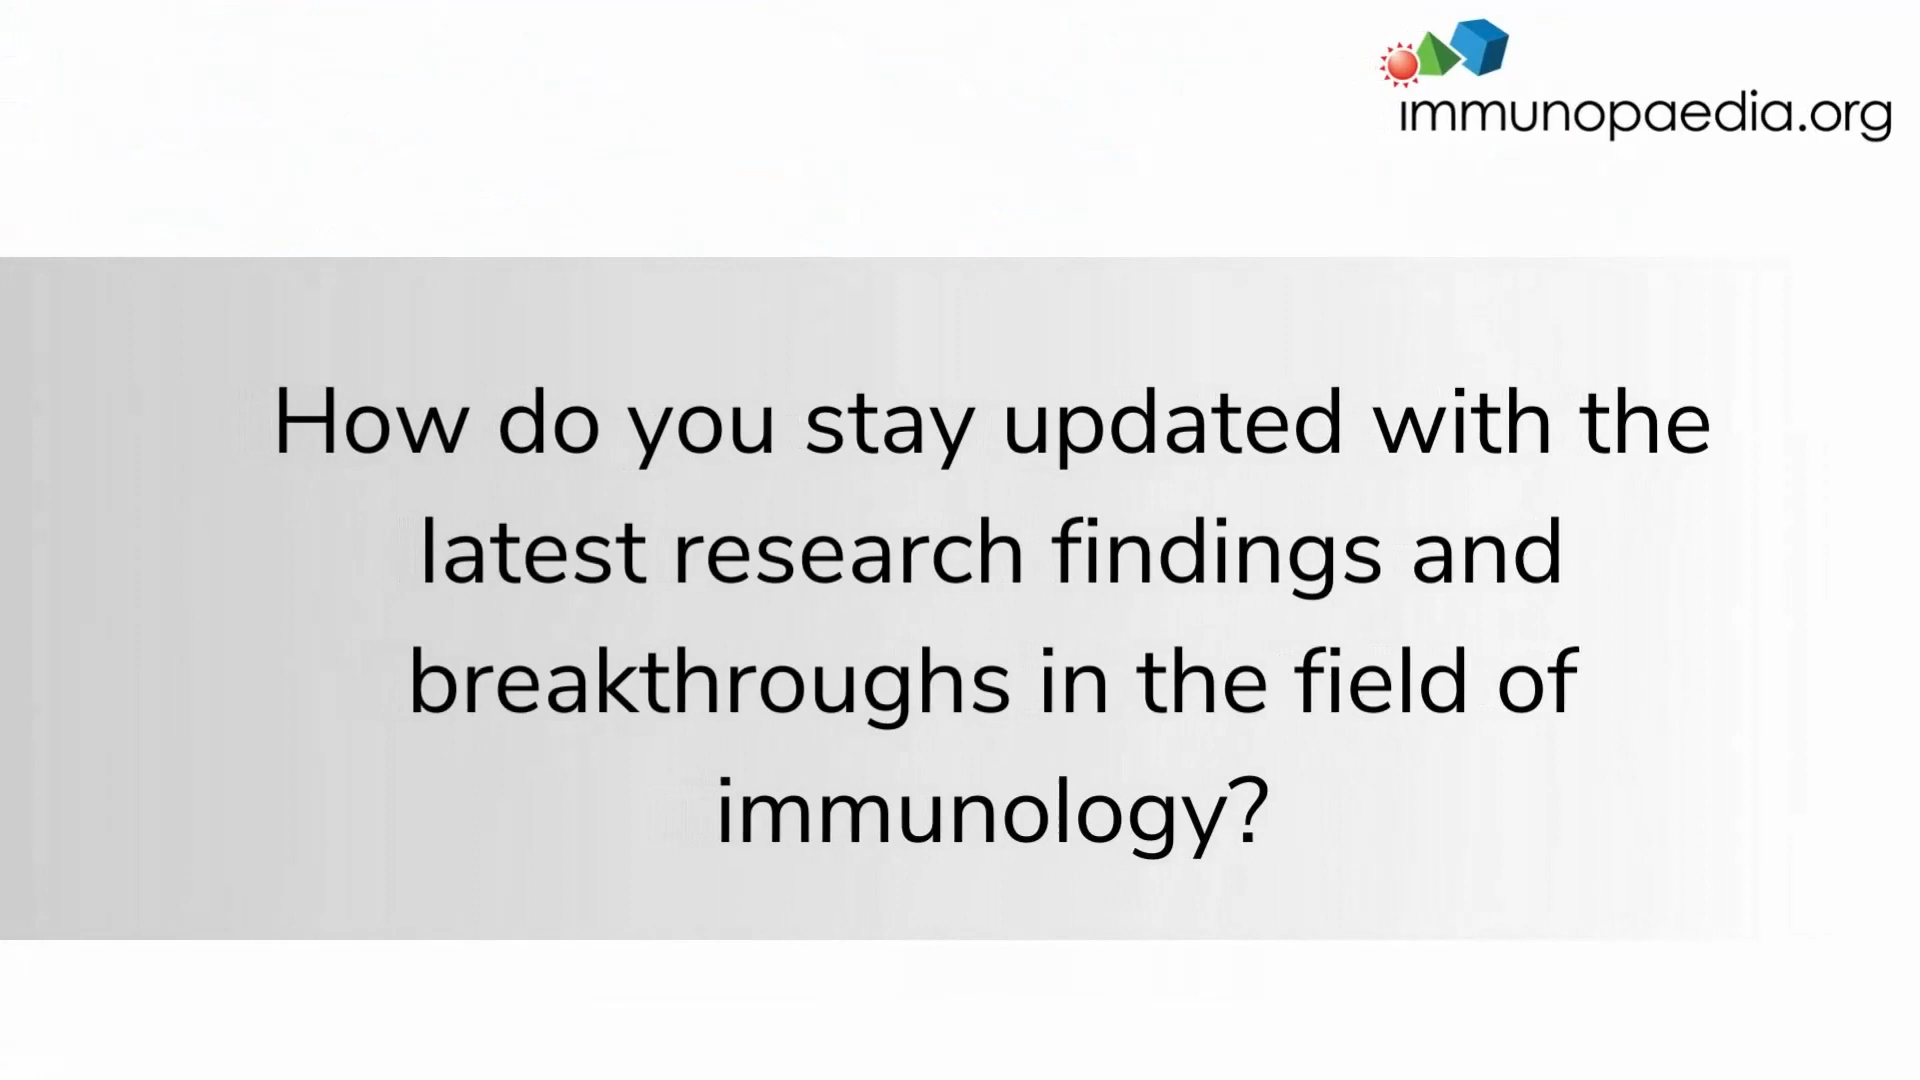 immunopaedia.org
How do you stay updated with the
latest research findings and
breakthroughs in the field of
immunology?